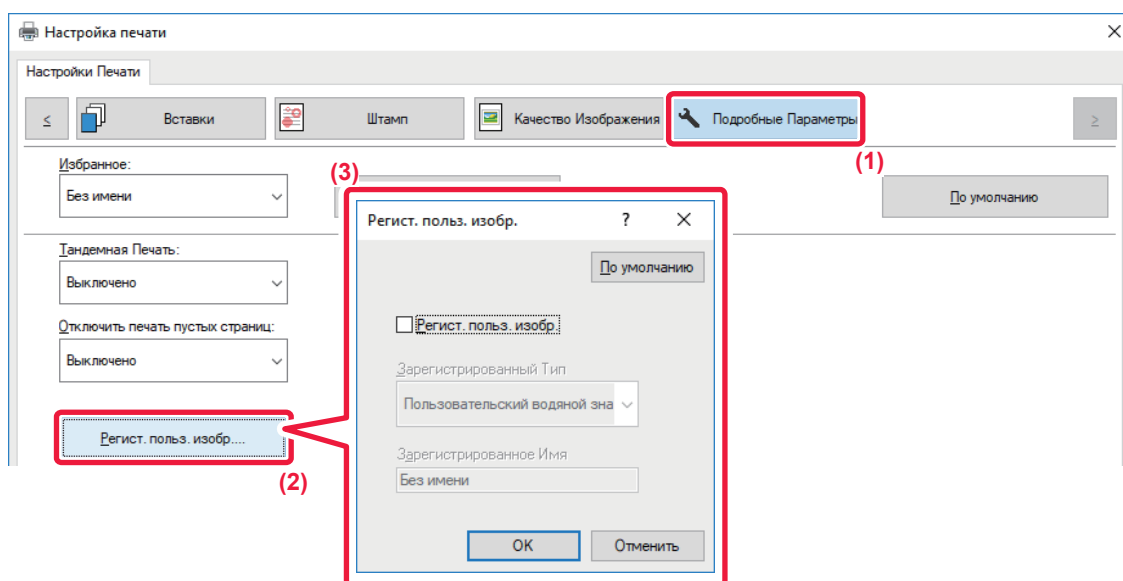 Настройка печати
Настройки Печати
<
Вставки
Штамп
Качество Изображения
Подробные Параметры
>
(1)
Избранное:
Без имени
(3)
По умолчанию
Тандемная Печать:
Выключено
Отключить печать пустых страниц:
Выключено
Регист. польз. изобр....
(2)
Регист. польз. изобр.
?
По умолчанию
Регист. польз. изобр.
Зарегистрированный Тип
Пользовательский водяной зна
Зарегистрированное Имя
Без имени
OK
Отменить